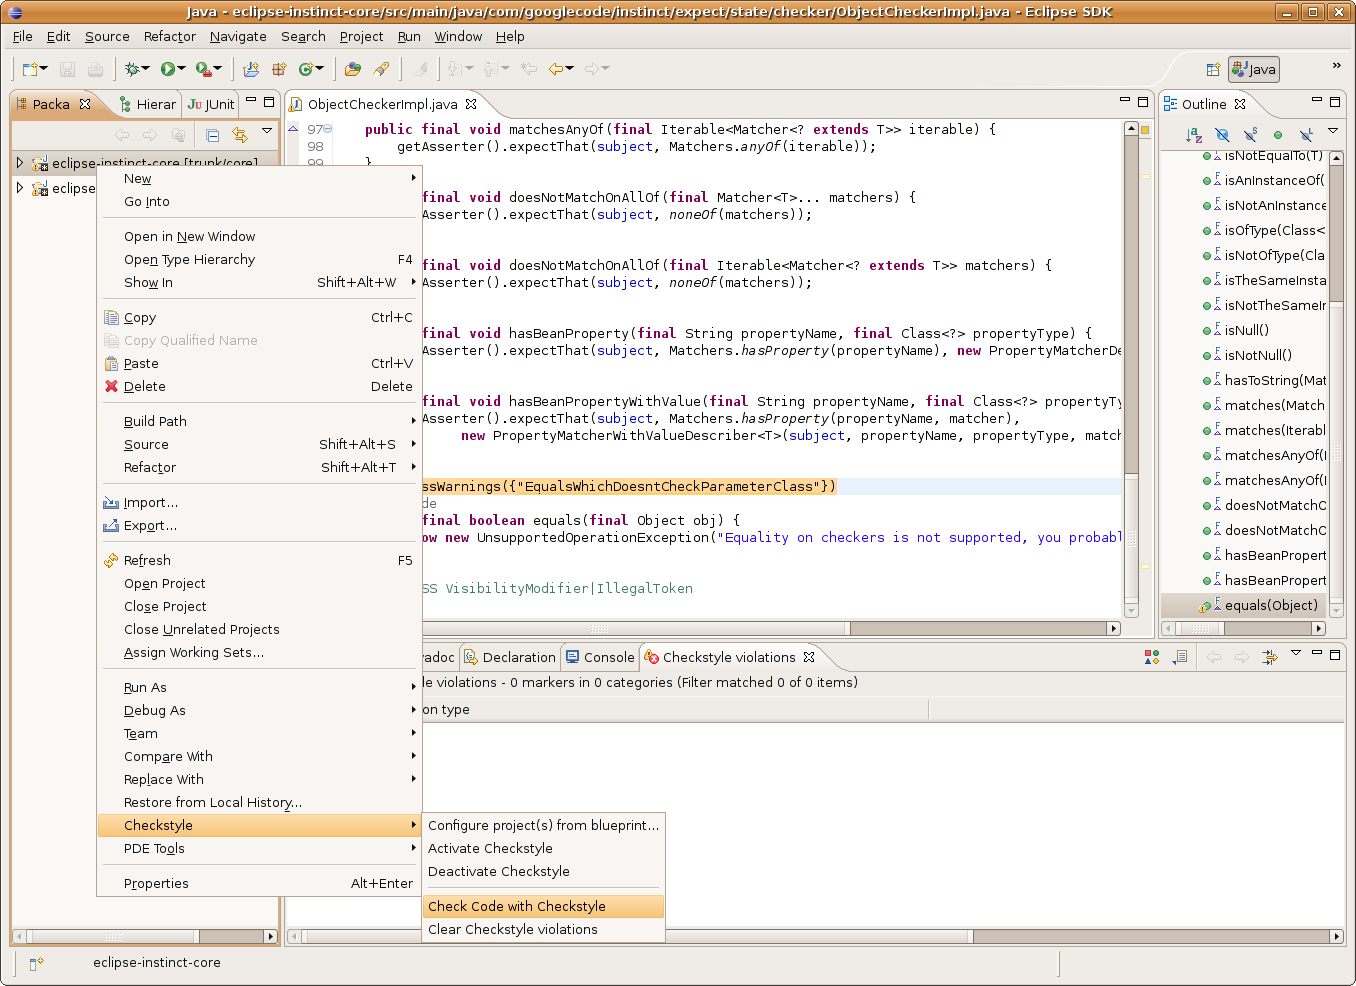 Java - eclipse-instinct-core/src/main/java/com/googlecode/instinct/expect/state/checker/ObjectCheckerImpl.java - Eclipse SDK
File Edit Source Refactor Navigate Search Project Run Window Help
Java
Packa
Hierar
JUnit
eclipse-instinct-core [trunk/core]
eclipse
New
Go Into
Open in New Window
Open Type Hierarchy F4
Show In Shift+Alt+W
Copy Ctrl+C
Copy Qualified Name
Paste Ctrl+V
Delete Delete
Build Path
Source Shift+Alt+S
Refactor Shift+Alt+T
Import...
Export...
Refresh F5
Open Project
Close Project
Close Unrelated Projects
Assign Working Sets...
Run As
Debug As
Team
Compare With
Replace With
Restore from Local History...
Checkstyle
PDE Tools
Properties Alt+Enter
Configure project(s) from blueprint...
Activate Checkstyle
Deactivate Checkstyle
Check Code with Checkstyle
Clear Checkstyle violations
ObjectCheckerImpl.java
97 public final void matchesAnyOf(final Iterable<Matcher<? extends T>> iterable) {
98 getAsserter().expectThat(subject, Matchers.anyOf(iterable));
99 }
final void doesNotMatchOnAllOf(final Matcher<T>... matchers) {
Asserter().expectThat(subject, noneOf(matchers));
final void doesNotMatchOnAllOf(final Iterable<Matcher<? extends T>> matchers) {
Asserter().expectThat(subject, noneOf(matchers));
final void hasBeanProperty(final String propertyName, final Class<?> propertyType) {
Asserter().expectThat(subject, Matchers.hasProperty(propertyName), new PropertyMatcherDe
final void hasBeanPropertyWithValue(final String propertyName, final Class<?> propertyTy
Asserter().expectThat(subject, Matchers.hasProperty(propertyName, matcher),
new PropertyMatcherWithValueDescriber<T>(subject, propertyName, propertyType, match
ssWarnings({"EqualsWhichDoesntCheckParameterClass"})
de
final boolean equals(final Object obj) {
ow new UnsupportedOperationException("Equality on checkers is not supported, you probabl
SS VisibilityModifier|IllegalToken
Outline
isNotEqualTo(T)
isAnInstanceOf(
isNotAnInstance
isOfType(Class<
isNotOfType(Cla
isTheSameInsta
isNotTheSameIn
isNull()
isNotNull()
hasToString(Mat
matches(Match
matches(Iterabl
matchesAnyOf(I
matchesAnyOf(I
doesNotMatchO
doesNotMatchO
hasBeanPropert
hasBeanPropert
equals(Object)
vadoc
Declaration
Console
Checkstyle violations
le violations - 0 markers in 0 categories (Filter matched 0 of 0 items)
on type
eclipse-instinct-core